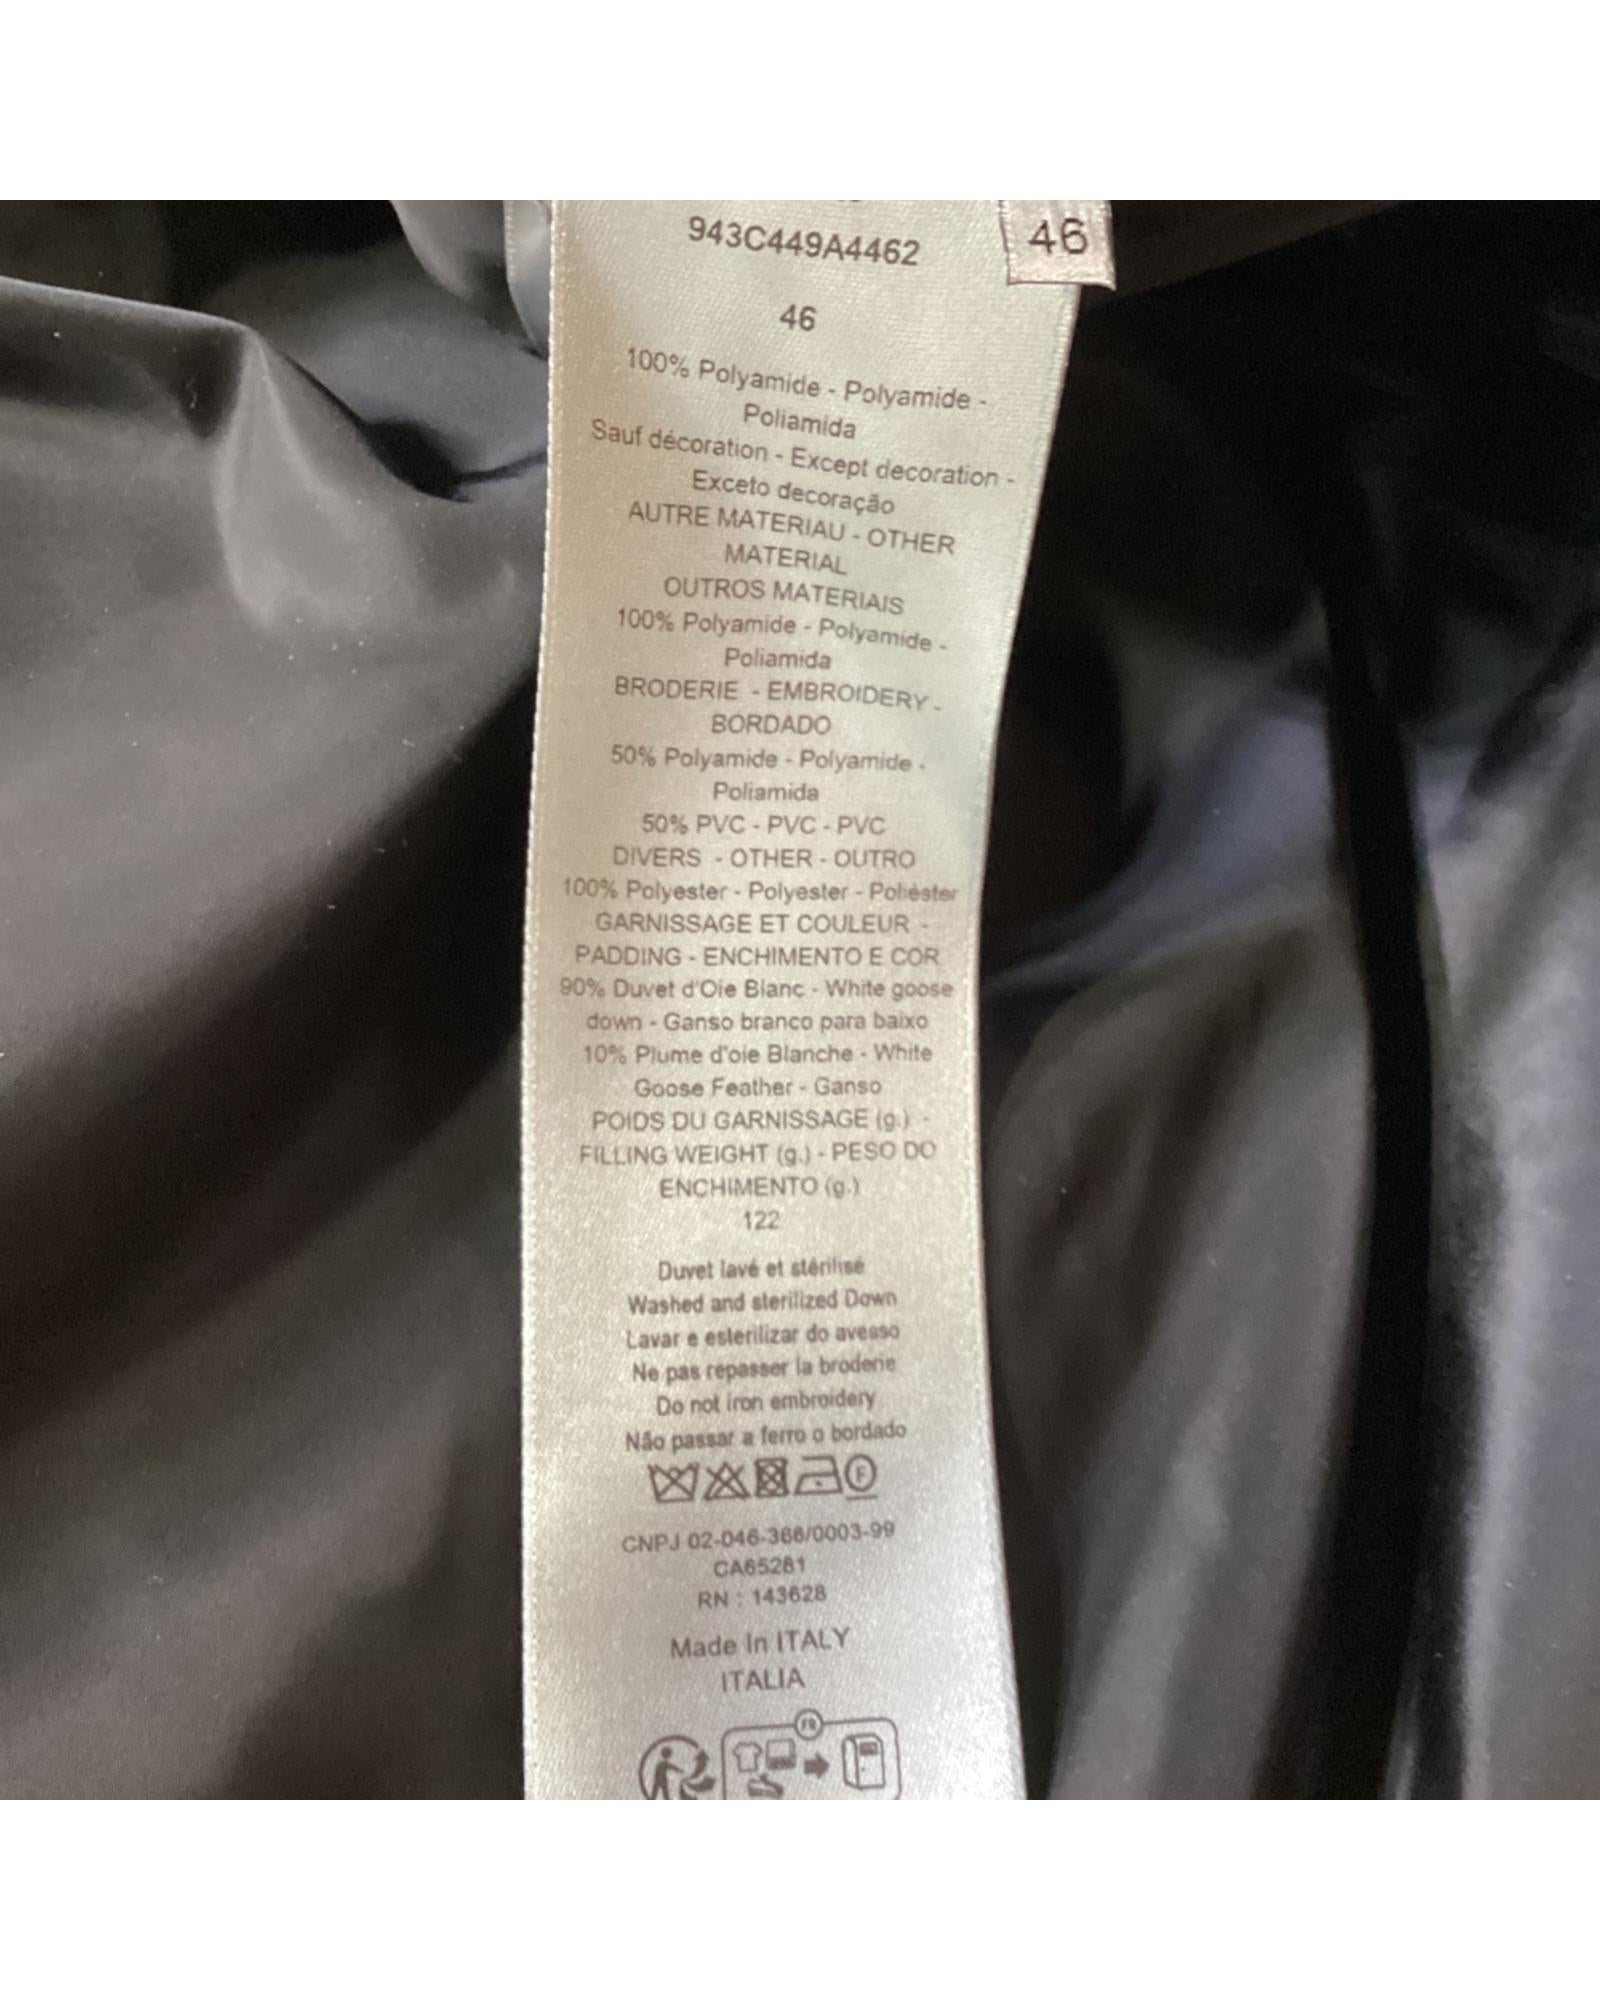 943C449A4462
46
46
100% Polyamide - Polyamide -
Poliamida
Sauf décoration - Except decoration -
Exceto decoração
AUTRE MATERIAU - OTHER
MATERIAL
OUTROS MATERIAIS
100% Polyamide - Polyamide -
Poliamida
BRODERIE - EMBROIDERY -
BORDADO
50% Polyamide - Polyamide -
Poliamida
50% PVC - PVC - PVC
DIVERS - OTHER - OUTRO
100% Polyester - Polyester - Poliéster
GARNISSAGE ET COULEUR -
PADDING - ENCHIMENTO E COR
90% Duvet d'Oie Blanc - White goose
down - Ganso branco para baixo
10% Plume d'oie Blanche - White
Goose Feather - Ganso
POIDS DU GARNISSAGE (g.) -
FILLING WEIGHT (g.) - PESO DO
ENCHIMENTO (g.)
122
Duvet lavé et stérilisé
Washed and sterilized Down
Lavar e esterilizar do avesso
Ne pas repasser la broderie
Do not iron embroidery
Não passar a ferro o bordado
F
CNPJ 02-046-366/0003-99
CA65281
RN : 143628
Made In ITALY
ITALIA
FR